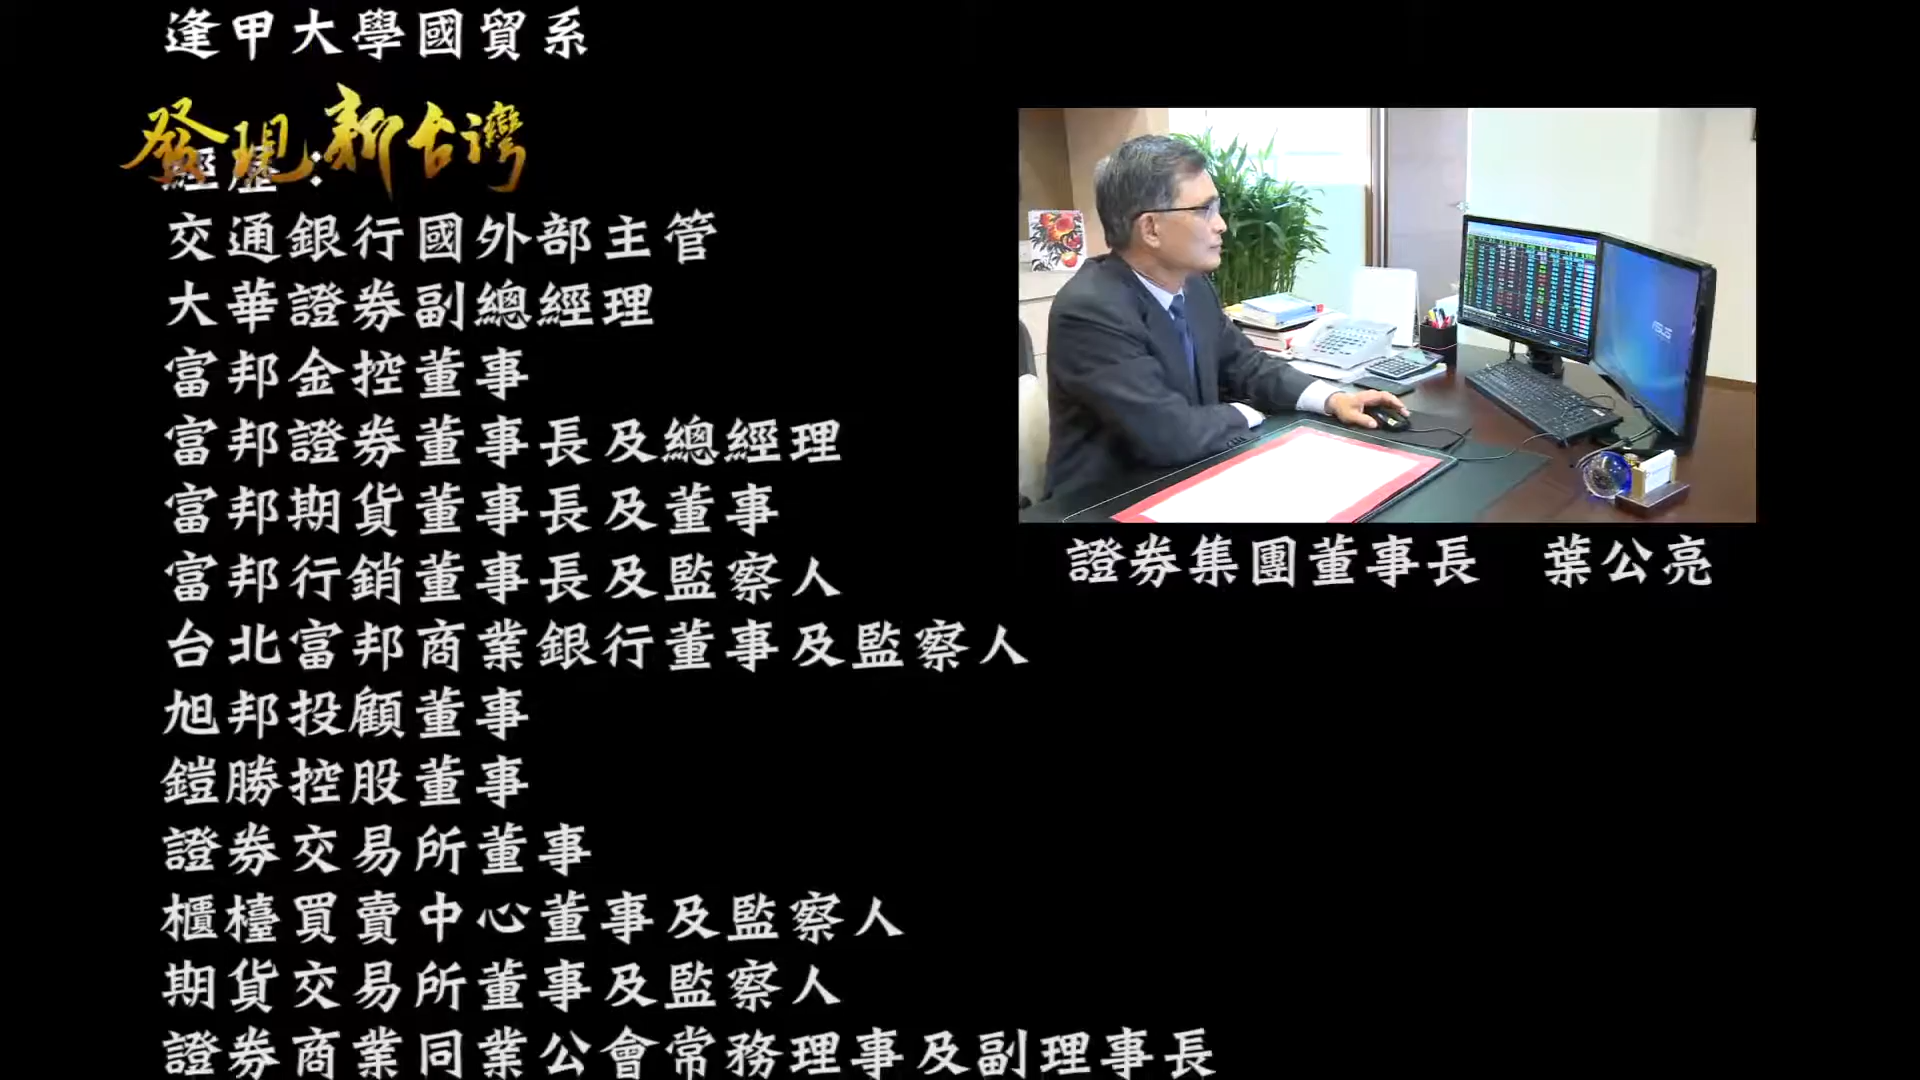 逢甲大學國貿系
發現新台灣
經歷：
交通銀行國外部主管
大華證券副總經理
富邦金控董事
富邦證券董事長及總經理
富邦期貨董事長及董事
富邦行銷董事長及監察人
台北富邦商業銀行董事及監察人
旭邦投顧董事
鎧勝控股董事
證券交易所董事
櫃檯買賣中心董事及監察人
期貨交易所董事及監察人
證券商業同業公會常務理事及副理事長
ASUS
證券集團董事長　葉公亮